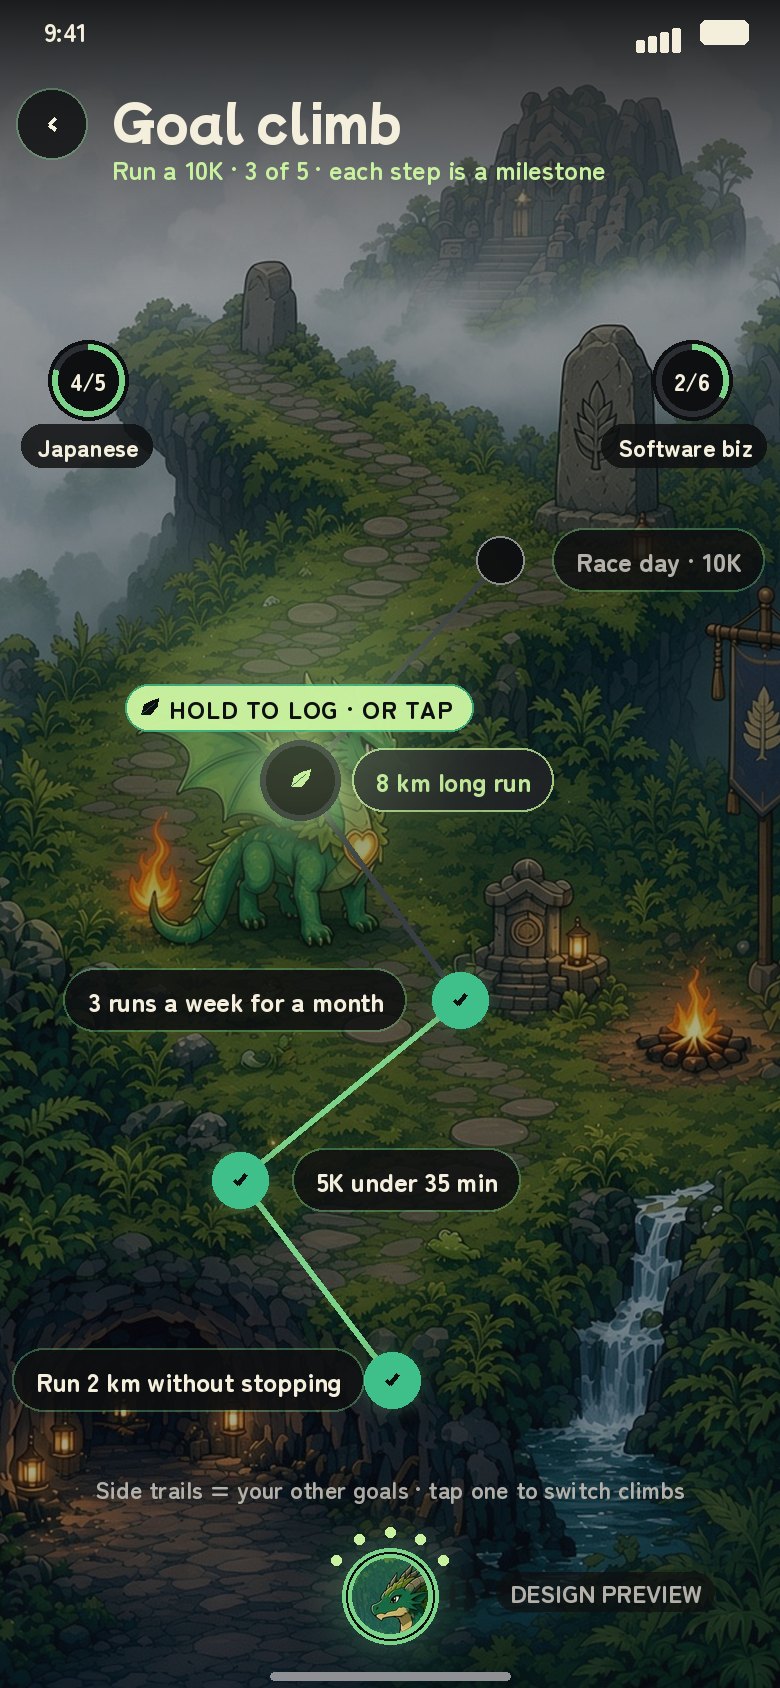 9:41
Goal climb
Run a 10K · 3 of 5 · each step is a milestone
4/5
2/6
Japanese
Software biz
Race day · 10K
HOLD TO LOG · OR TAP
8 km long run
3 runs a week for a month
5K under 35 min
Run 2 km without stopping
Side trails = your other goals · tap one to switch climbs
DESIGN PREVIEW